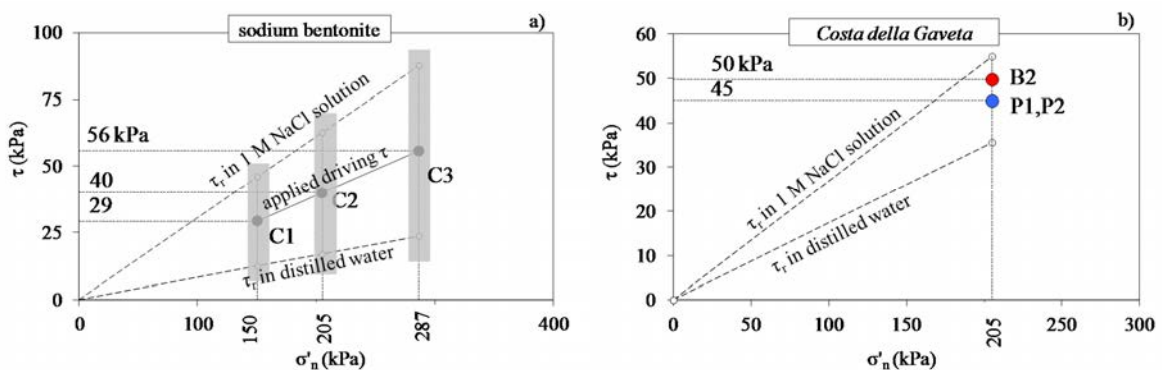 a)
sodium bentonite
100
75
50
25
0
τ (kPa)
56 kPa
40
29
τr in 1 M NaCl solution
applied driving τ
τr in distilled water
C1
C2
C3
0
100
150
205
287
400
σ'n (kPa)
b)
Costa della Gaveta
60
50
40
30
20
10
0
τ (kPa)
50 kPa
45
B2
P1,P2
τr in 1 M NaCl solution
τr in distilled water
0
50
100
150
205
250
300
σ'n (kPa)